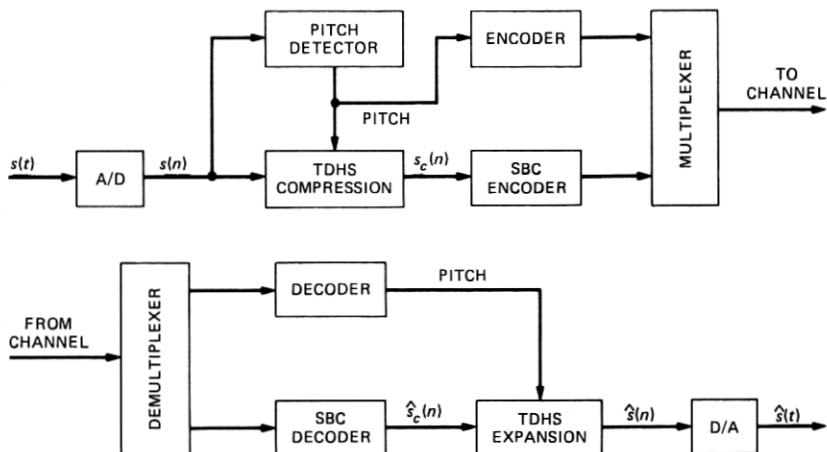 PITCH
DETECTOR
ENCODER
MULTIPLEXER
TO
CHANNEL
PITCH
s(t)
A/D
s(n)
TDHS
COMPRESSION
s_c(n)
SBC
ENCODER
FROM
CHANNEL
DEMULTIPLEXER
DECODER
PITCH
SBC
DECODER
ŝ_c(n)
TDHS
EXPANSION
ŝ(n)
D/A
ŝ(t)